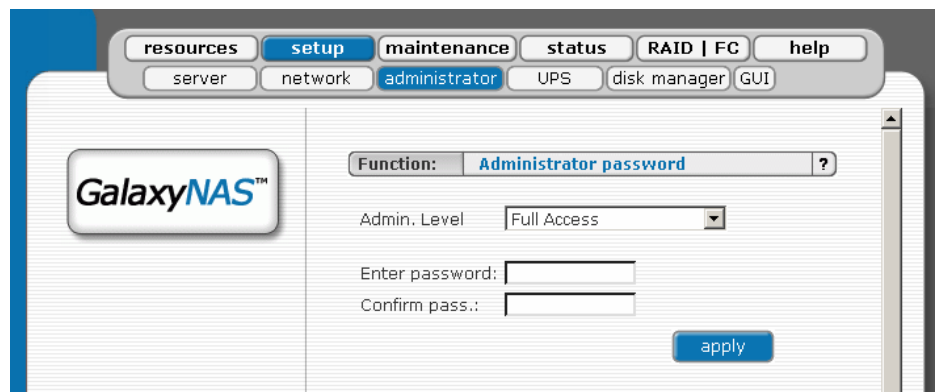 resources setup maintenance status RAID | FC help
server network administrator UPS disk manager GUI
GalaxyNAS™
Function: Administrator password ?
Admin. Level Full Access
Enter password:
Confirm pass.:
apply